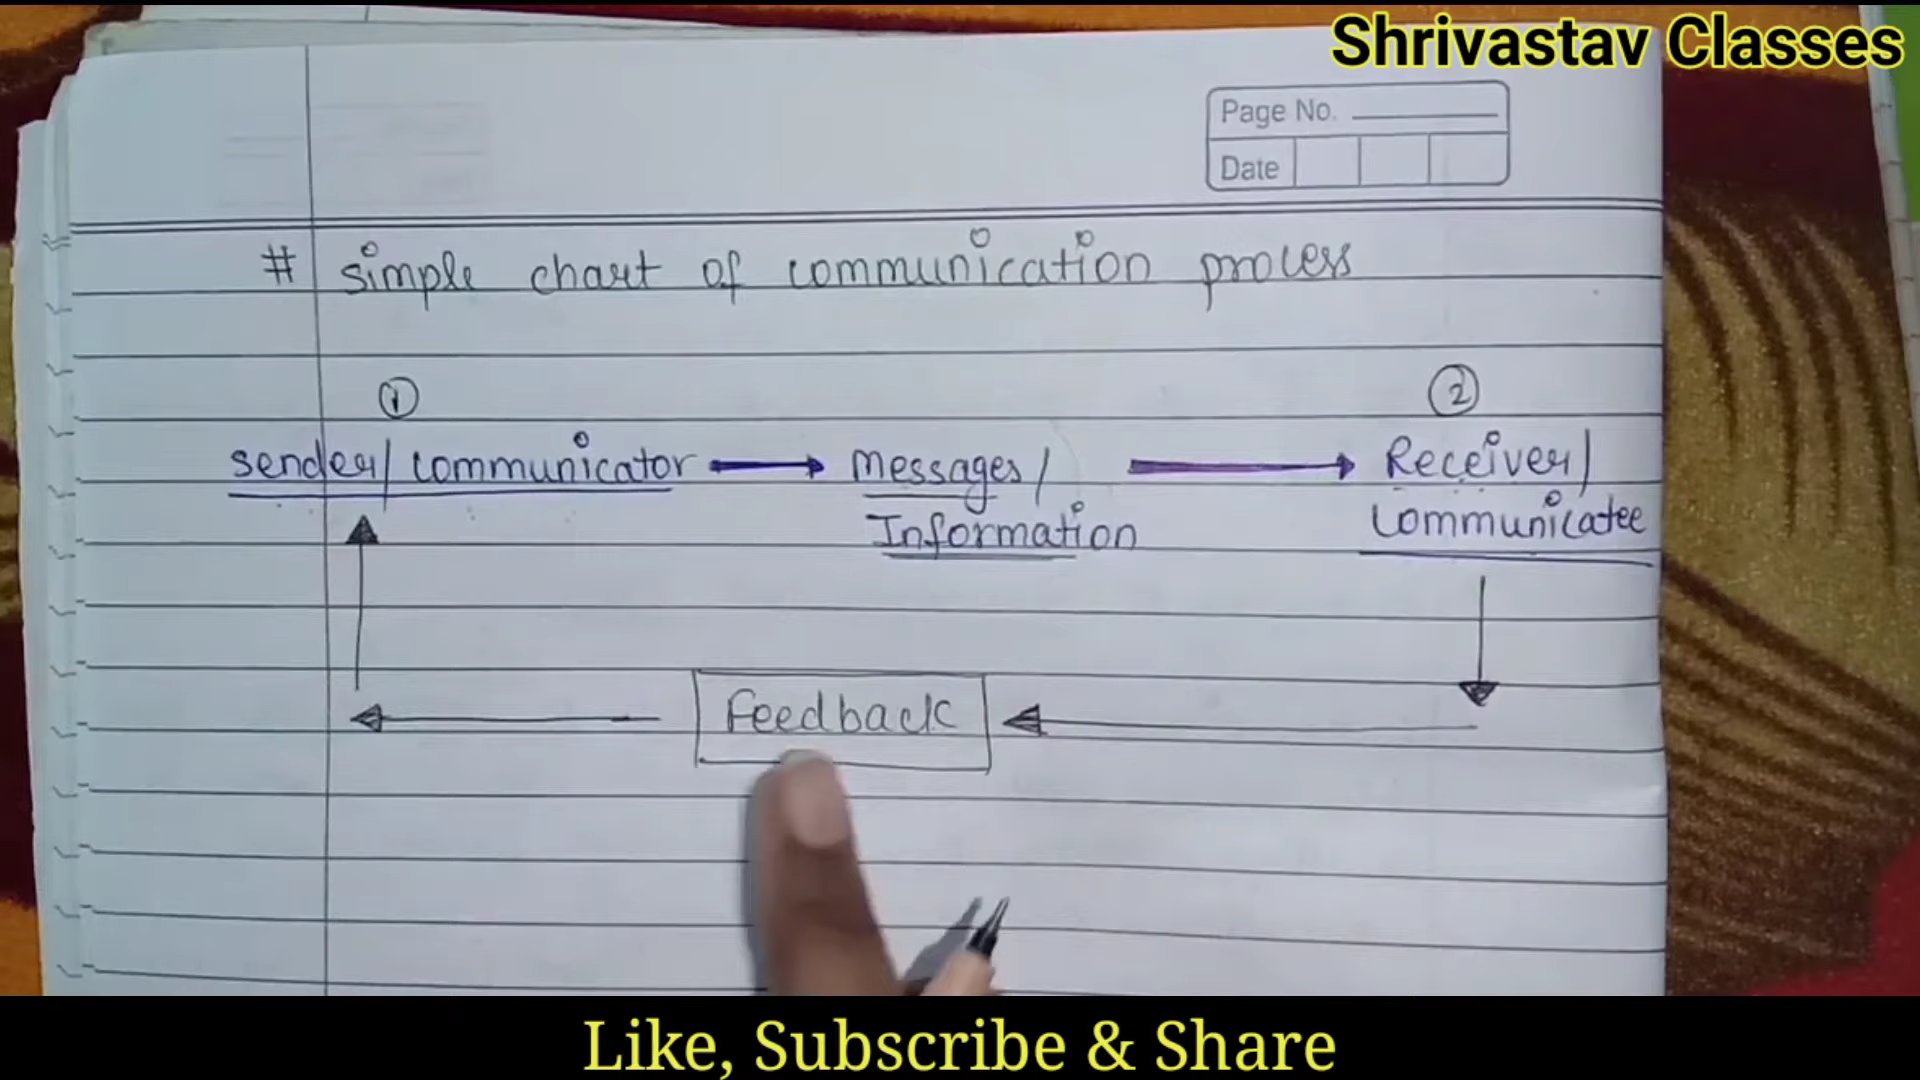 Shrivastav Classes
Page No.
Date
# simple chart of communication process
1 2
sender/communicator Messages/ Receiver/
Information Communicatee
Feedback
Like, Subscribe & Share